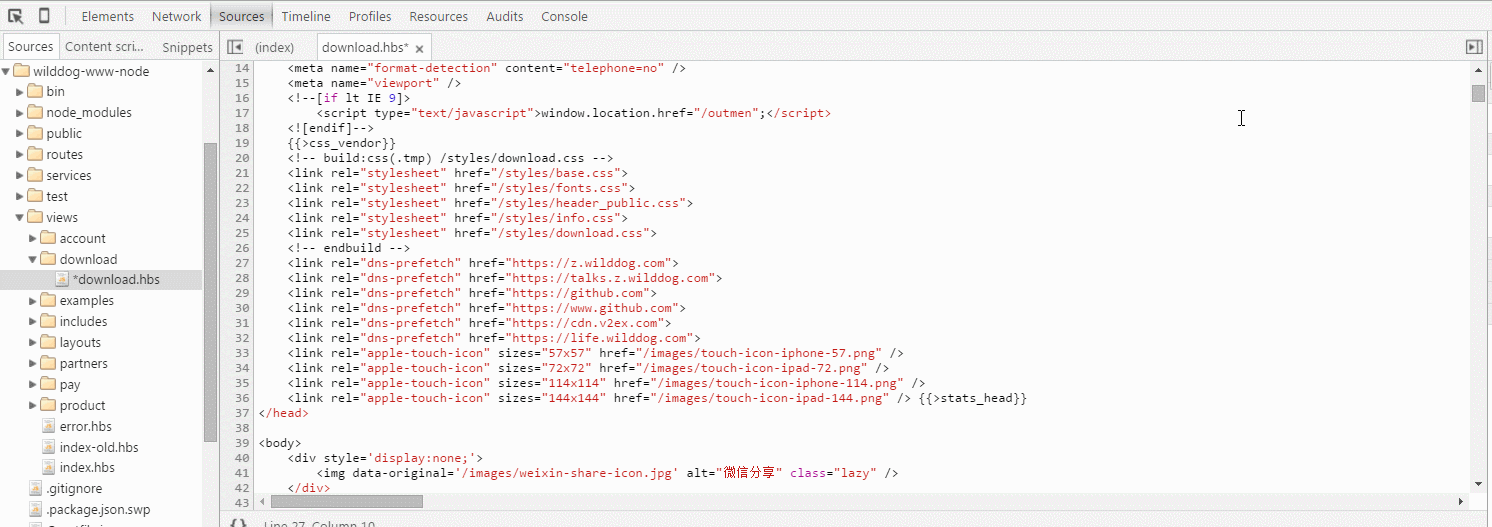 Elements Network Sources Timeline Profiles Resources Audits Console
Sources Content scri... Snippets (index) download.hbs* ×
wilddog-www-node
bin
node_modules
public
routes
services
test
views
account
download
*download.hbs
examples
includes
layouts
partners
pay
product
error.hbs
index-old.hbs
index.hbs
.gitignore
.package.json.swp
14 <meta name="format-detection" content="telephone=no" />
15 <meta name="viewport" />
16 <!--[if lt IE 9]>
17 <script type="text/javascript">window.location.href="/outmen";</script>
18 <![endif]-->
19 {{>css_vendor}}
20 <!-- build:css(.tmp) /styles/download.css -->
21 <link rel="stylesheet" href="/styles/base.css">
22 <link rel="stylesheet" href="/styles/fonts.css">
23 <link rel="stylesheet" href="/styles/header_public.css">
24 <link rel="stylesheet" href="/styles/info.css">
25 <link rel="stylesheet" href="/styles/download.css">
26 <!-- endbuild -->
27 <link rel="dns-prefetch" href="https://z.wilddog.com">
28 <link rel="dns-prefetch" href="https://talks.z.wilddog.com">
29 <link rel="dns-prefetch" href="https://github.com">
30 <link rel="dns-prefetch" href="https://www.github.com">
31 <link rel="dns-prefetch" href="https://cdn.v2ex.com">
32 <link rel="dns-prefetch" href="https://life.wilddog.com">
33 <link rel="apple-touch-icon" sizes="57x57" href="/images/touch-icon-iphone-57.png" />
34 <link rel="apple-touch-icon" sizes="72x72" href="/images/touch-icon-ipad-72.png" />
35 <link rel="apple-touch-icon" sizes="114x114" href="/images/touch-icon-iphone-114.png" />
36 <link rel="apple-touch-icon" sizes="144x144" href="/images/touch-icon-ipad-144.png" /> {{>stats_head}}
37 </head>
38
39 <body>
40 <div style='display:none;'>
41 <img data-original='/images/weixin-share-icon.jpg' alt="微信分享" class="lazy" />
42 </div>
43
{} Line 27, Column 10